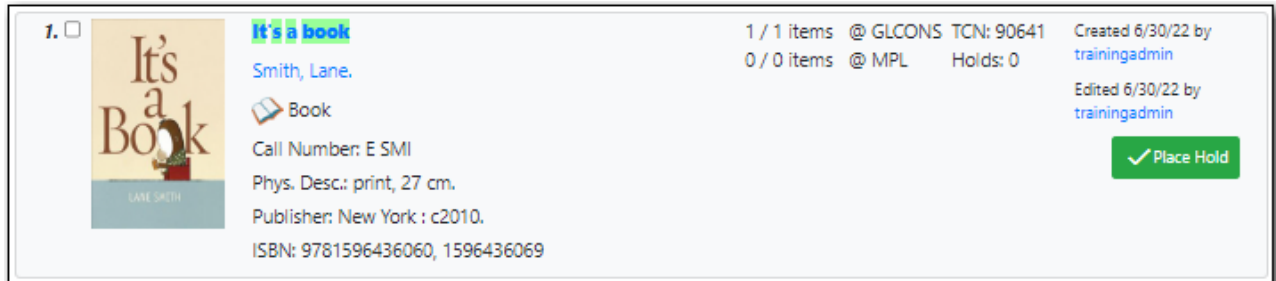 1.
It's
a
Book
LANE SMITH
It's a book
Smith, Lane.
Book
Call Number: E SMI
Phys. Desc.: print, 27 cm.
Publisher: New York : c2010.
ISBN: 9781596436060, 1596436069
1 / 1 items @ GLCONS TCN: 90641
0 / 0 items @ MPL Holds: 0
Created 6/30/22 by
trainingadmin
Edited 6/30/22 by
trainingadmin
Place Hold